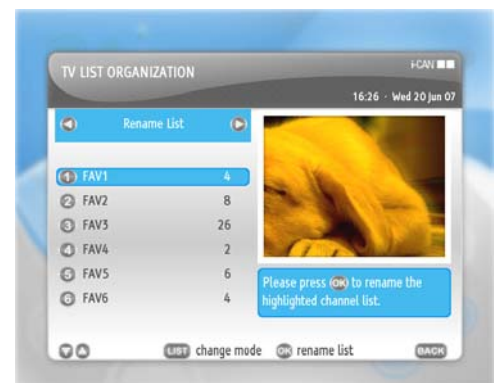 TV LIST ORGANIZATION
i-CAN
16:26 - Wed 20 Jun 07
Rename List
1 FAV1 4
2 FAV2 8
3 FAV3 26
4 FAV4 2
5 FAV5 6
6 FAV6 4
Please press OK to rename the
highlighted channel list.
LIST change mode OK rename list BACK